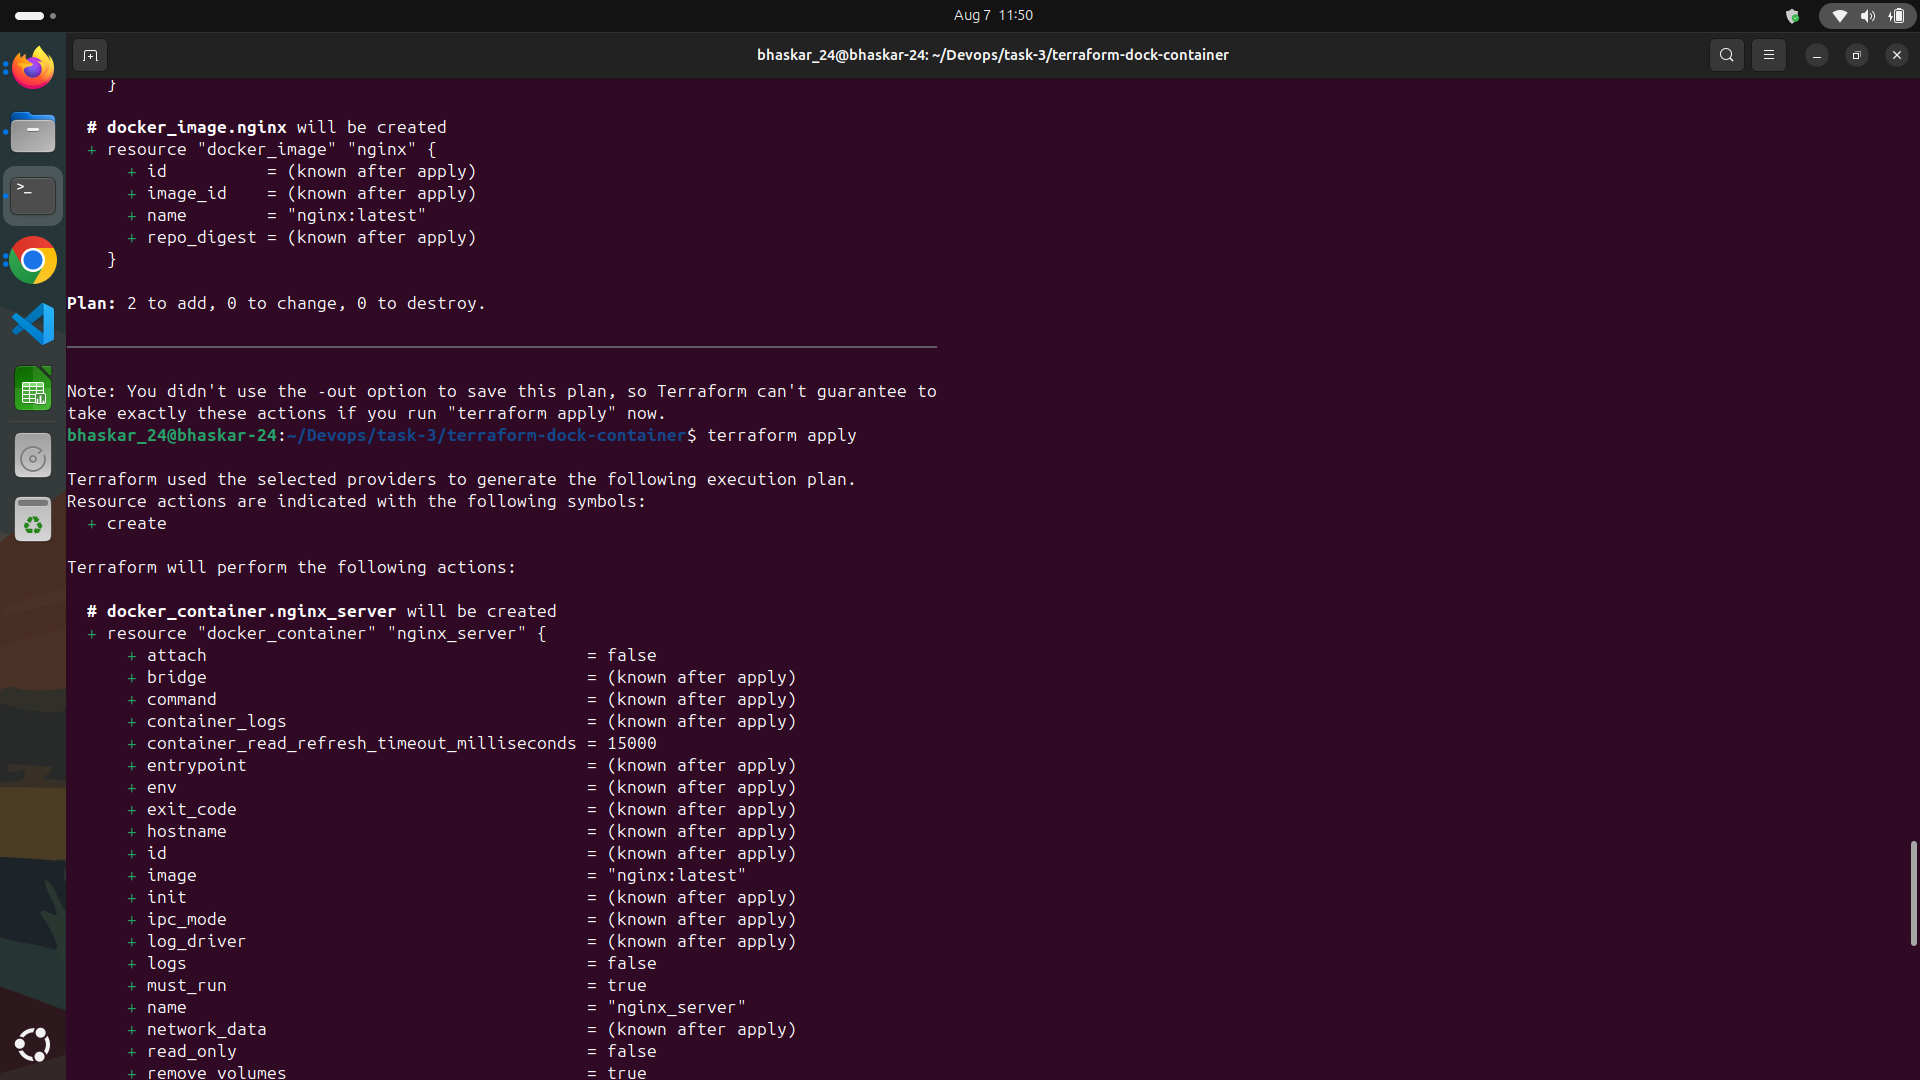 Aug 7 11:50
bhaskar_24@bhaskar-24: ~/Devops/task-3/terraform-dock-container
}
# docker_image.nginx will be created
+ resource "docker_image" "nginx" {
+ id = (known after apply)
+ image_id = (known after apply)
+ name = "nginx:latest"
+ repo_digest = (known after apply)
}
Plan: 2 to add, 0 to change, 0 to destroy.
Note: You didn't use the -out option to save this plan, so Terraform can't guarantee to
take exactly these actions if you run "terraform apply" now.
bhaskar_24@bhaskar-24:~/Devops/task-3/terraform-dock-container$ terraform apply
Terraform used the selected providers to generate the following execution plan.
Resource actions are indicated with the following symbols:
+ create
Terraform will perform the following actions:
# docker_container.nginx_server will be created
+ resource "docker_container" "nginx_server" {
+ attach = false
+ bridge = (known after apply)
+ command = (known after apply)
+ container_logs = (known after apply)
+ container_read_refresh_timeout_milliseconds = 15000
+ entrypoint = (known after apply)
+ env = (known after apply)
+ exit_code = (known after apply)
+ hostname = (known after apply)
+ id = (known after apply)
+ image = "nginx:latest"
+ init = (known after apply)
+ ipc_mode = (known after apply)
+ log_driver = (known after apply)
+ logs = false
+ must_run = true
+ name = "nginx_server"
+ network_data = (known after apply)
+ read_only = false
+ remove_volumes = true